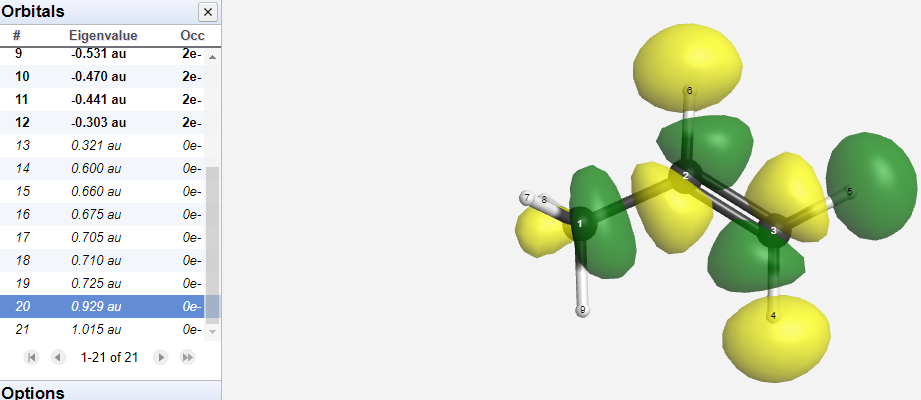 Orbitals ×
# Eigenvalue Occ
9 -0.531 au 2e-
10 -0.470 au 2e-
11 -0.441 au 2e-
12 -0.303 au 2e-
13 0.321 au 0e-
14 0.600 au 0e-
15 0.660 au 0e-
16 0.675 au 0e-
17 0.705 au 0e-
18 0.710 au 0e-
19 0.725 au 0e-
20 0.929 au 0e-
21 1.015 au 0e-
1-21 of 21
Options
6
2
7 8
5
1
3
9
4